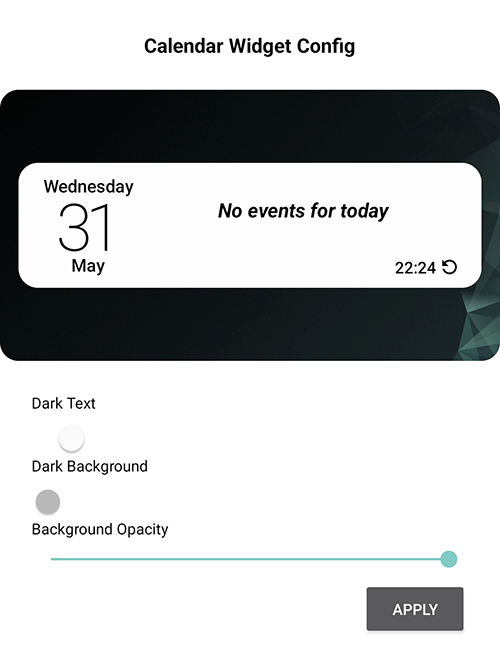 Calendar Widget Config
Wednesday
31
May
No events for today
22:24
Dark Text
Dark Background
Background Opacity
APPLY